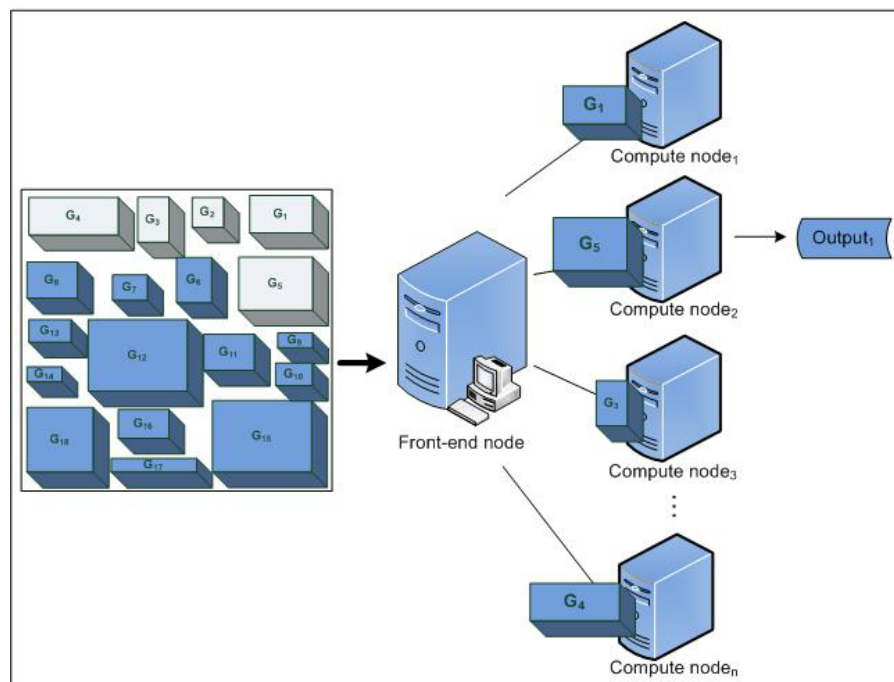 G₄
G₃
G₂
G₁
G₈
G₇
G₆
G₅
G₁₃
G₁₂
G₁₁
G₉
G₁₄
G₁₀
G₁₈
G₁₆
G₁₅
G₁₇
Front-end node
G₁
Compute node₁
G₅
Compute node₂
Output₁
G₃
Compute node₃
⋮
G₄
Compute nodeₙ